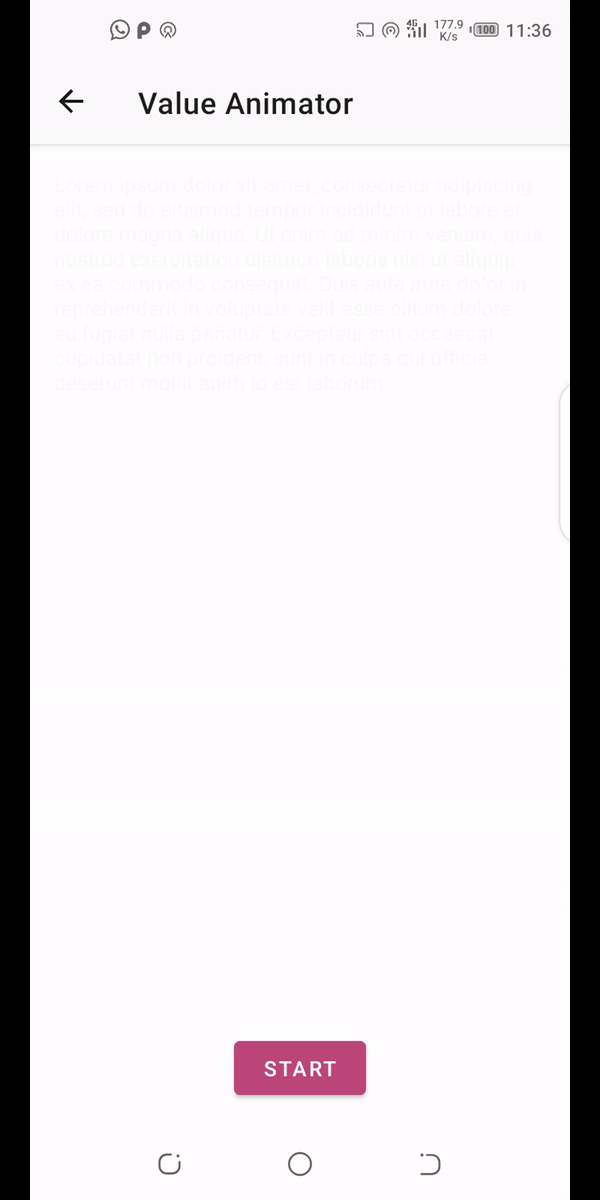 4G 177.9 K/s 100 11:36
Value Animator
Lorem ipsum dolor sit amet, consectetur adipiscing
elit, sed do eiusmod tempor incididunt ut labore et
dolore magna aliqua. Ut enim ad minim veniam, quis
nostrud exercitation ullamco laboris nisi ut aliquip
ex ea commodo consequat. Duis aute irure dolor in
reprehenderit in voluptate velit esse cillum dolore
eu fugiat nulla pariatur. Excepteur sint occaecat
cupidatat non proident, sunt in culpa qui officia
deserunt mollit anim id est laborum.
START